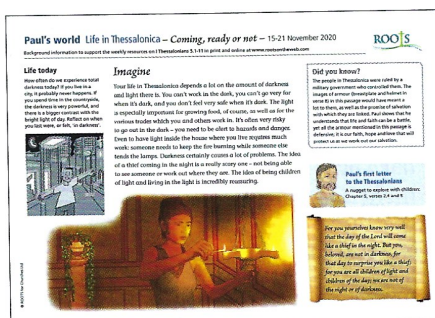 Paul's world Life in Thessalonica – Coming, ready or not – 15-21 November 2020
ROOTS
Background information to support the weekly resources on I Thessalonians 5.1-11 in print and online at www.rootsontheweb.com
Life today
How often do we experience total
darkness today? If you live in a
city, it probably never happens. If
you spend time in the countryside,
the darkness is very powerful, and
there is a bigger contrast with the
bright light of day. Reflect on when
you last were, or felt, 'in darkness'.
Imagine
Your life in Thessalonica depends a lot on the amount of darkness
and light there is. You can't work in the dark, you can't go very far
when it's dark, and you don't feel very safe when it's dark. The light
is especially important for growing food, of course, as well as for the
various trades which you and others work in. It's often very risky
to go out in the dark – you need to be alert to hazards and danger.
Even to have light inside the house where you live requires much
work: someone needs to keep the fire burning while someone else
tends the lamps. Darkness certainly causes a lot of problems. The idea
of a thief coming in the night is a really scary one – not being able
to see someone or work out where they are. The idea of being children
of light and living in the light is incredibly reassuring.
Did you know?
The people in Thessalonica were ruled by a
military government who controlled them. The
images of armour (breastplate and helmet in
verse 8) in this passage would have meant a
lot to them, as well as the promise of salvation
with which they are linked. Paul shows that he
understands that life and faith can be a battle,
yet all the armour mentioned in this passage is
defensive; it is our faith, hope and love that will
protect us as we work out our salvation.
Paul's first letter
to the Thessalonians
A nugget to explore with children:
Chapter 5, verses 2,4 and 5
For you yourselves know very well
that the day of the Lord will come
like a thief in the night. But you,
beloved, are not in darkness, for
that day to surprise you like a thief;
for you are all children of light and
children of the day; we are not of
the night or of darkness.
© ROOTS for Churches Ltd